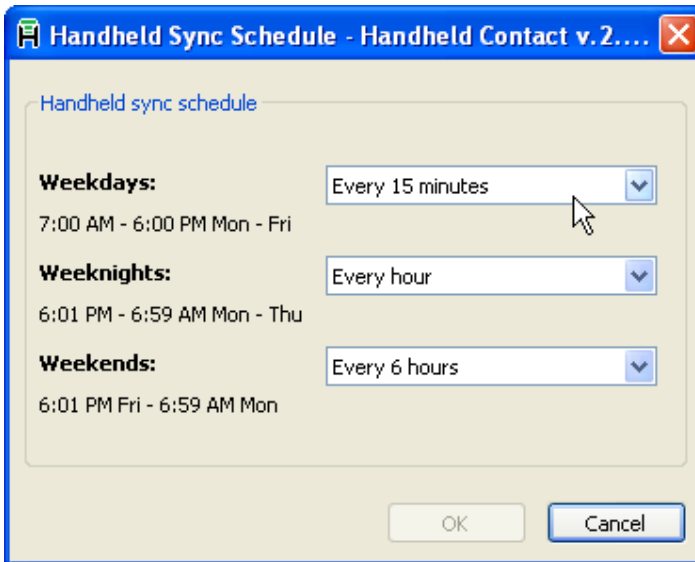 Handheld Sync Schedule - Handheld Contact v.2....
Handheld sync schedule
Weekdays:
Every 15 minutes
7:00 AM - 6:00 PM Mon - Fri
Weeknights:
Every hour
6:01 PM - 6:59 AM Mon - Thu
Weekends:
Every 6 hours
6:01 PM Fri - 6:59 AM Mon
OK
Cancel